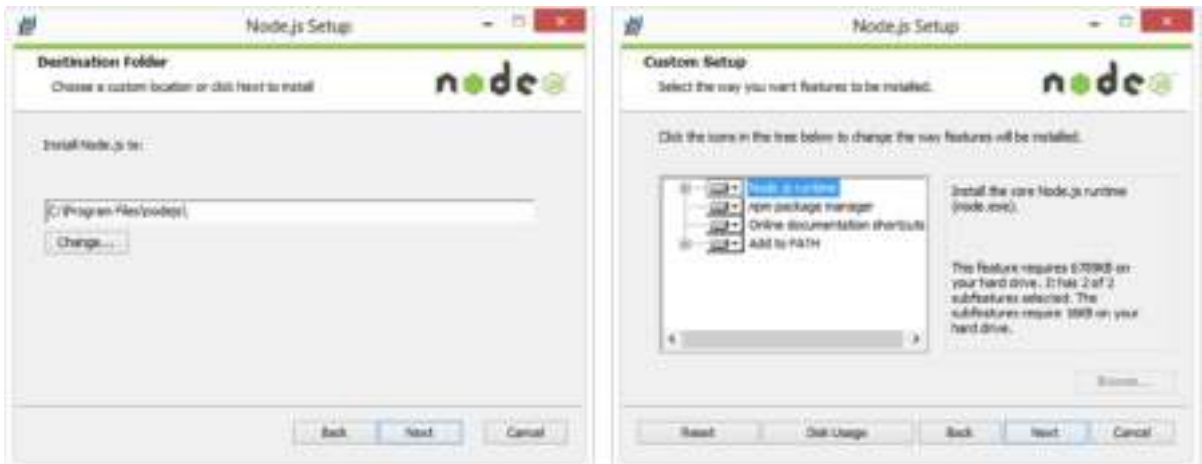 Node.js Setup
Destination Folder
Choose a custom location or click Next to install
node
JS
Install Node.js to:
C:\Program Files\nodejs\
Change...
Back
Next
Cancel
Node.js Setup
Custom Setup
Select the way you want features to be installed.
node
JS
Click the icons in the tree below to change the way features will be installed.
Node.js runtime
npm package manager
Online documentation shortcuts
Add to PATH
Install the core Node.js runtime
(node.exe).
This feature requires on
your hard drive. It has 2 of 2
subfeatures selected. The
subfeatures require on your
hard drive.
Browse...
Reset
Disk Usage
Back
Next
Cancel